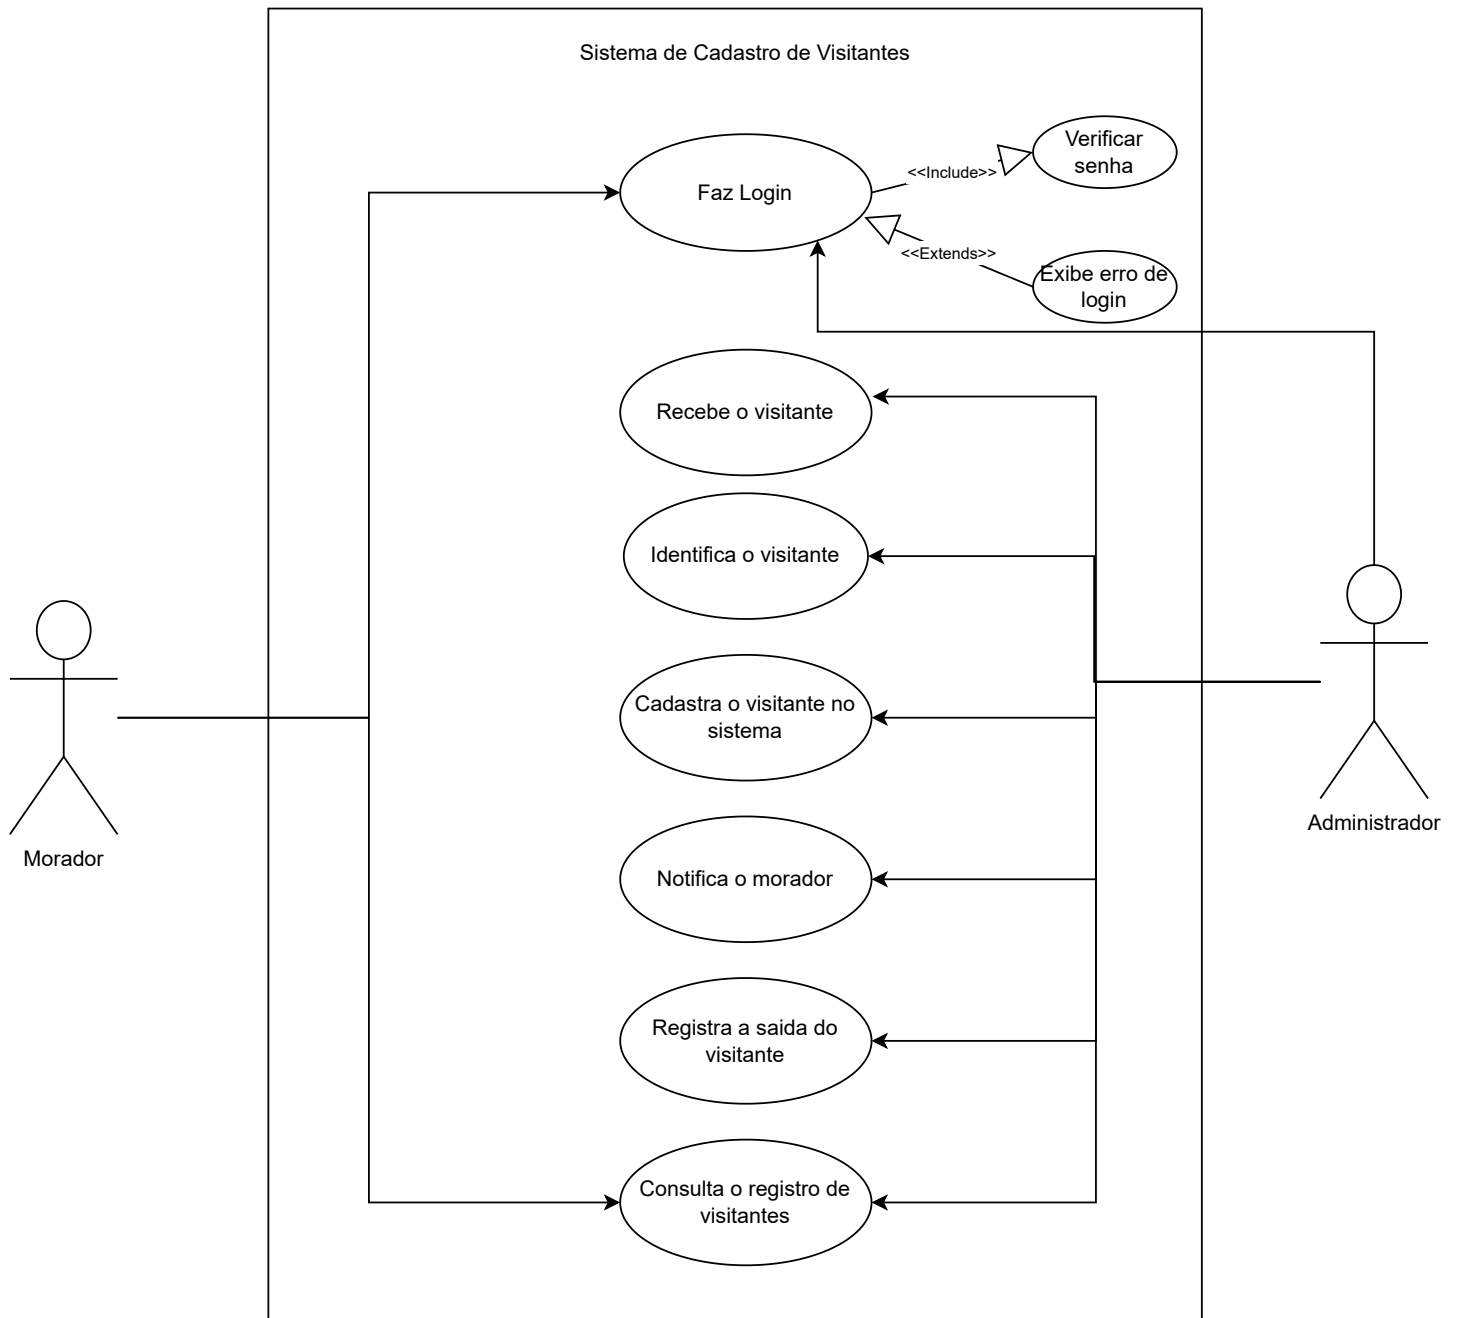 Sistema de Cadastro de Visitantes
Verificar
senha
<<Include>>
Faz Login
<<Extends>>
Exibe erro de
login
Recebe o visitante
Identifica o visitante
Cadastra o visitante no
sistema
Notifica o morador
Registra a saida do
visitante
Consulta o registro de
visitantes
Morador
Administrador